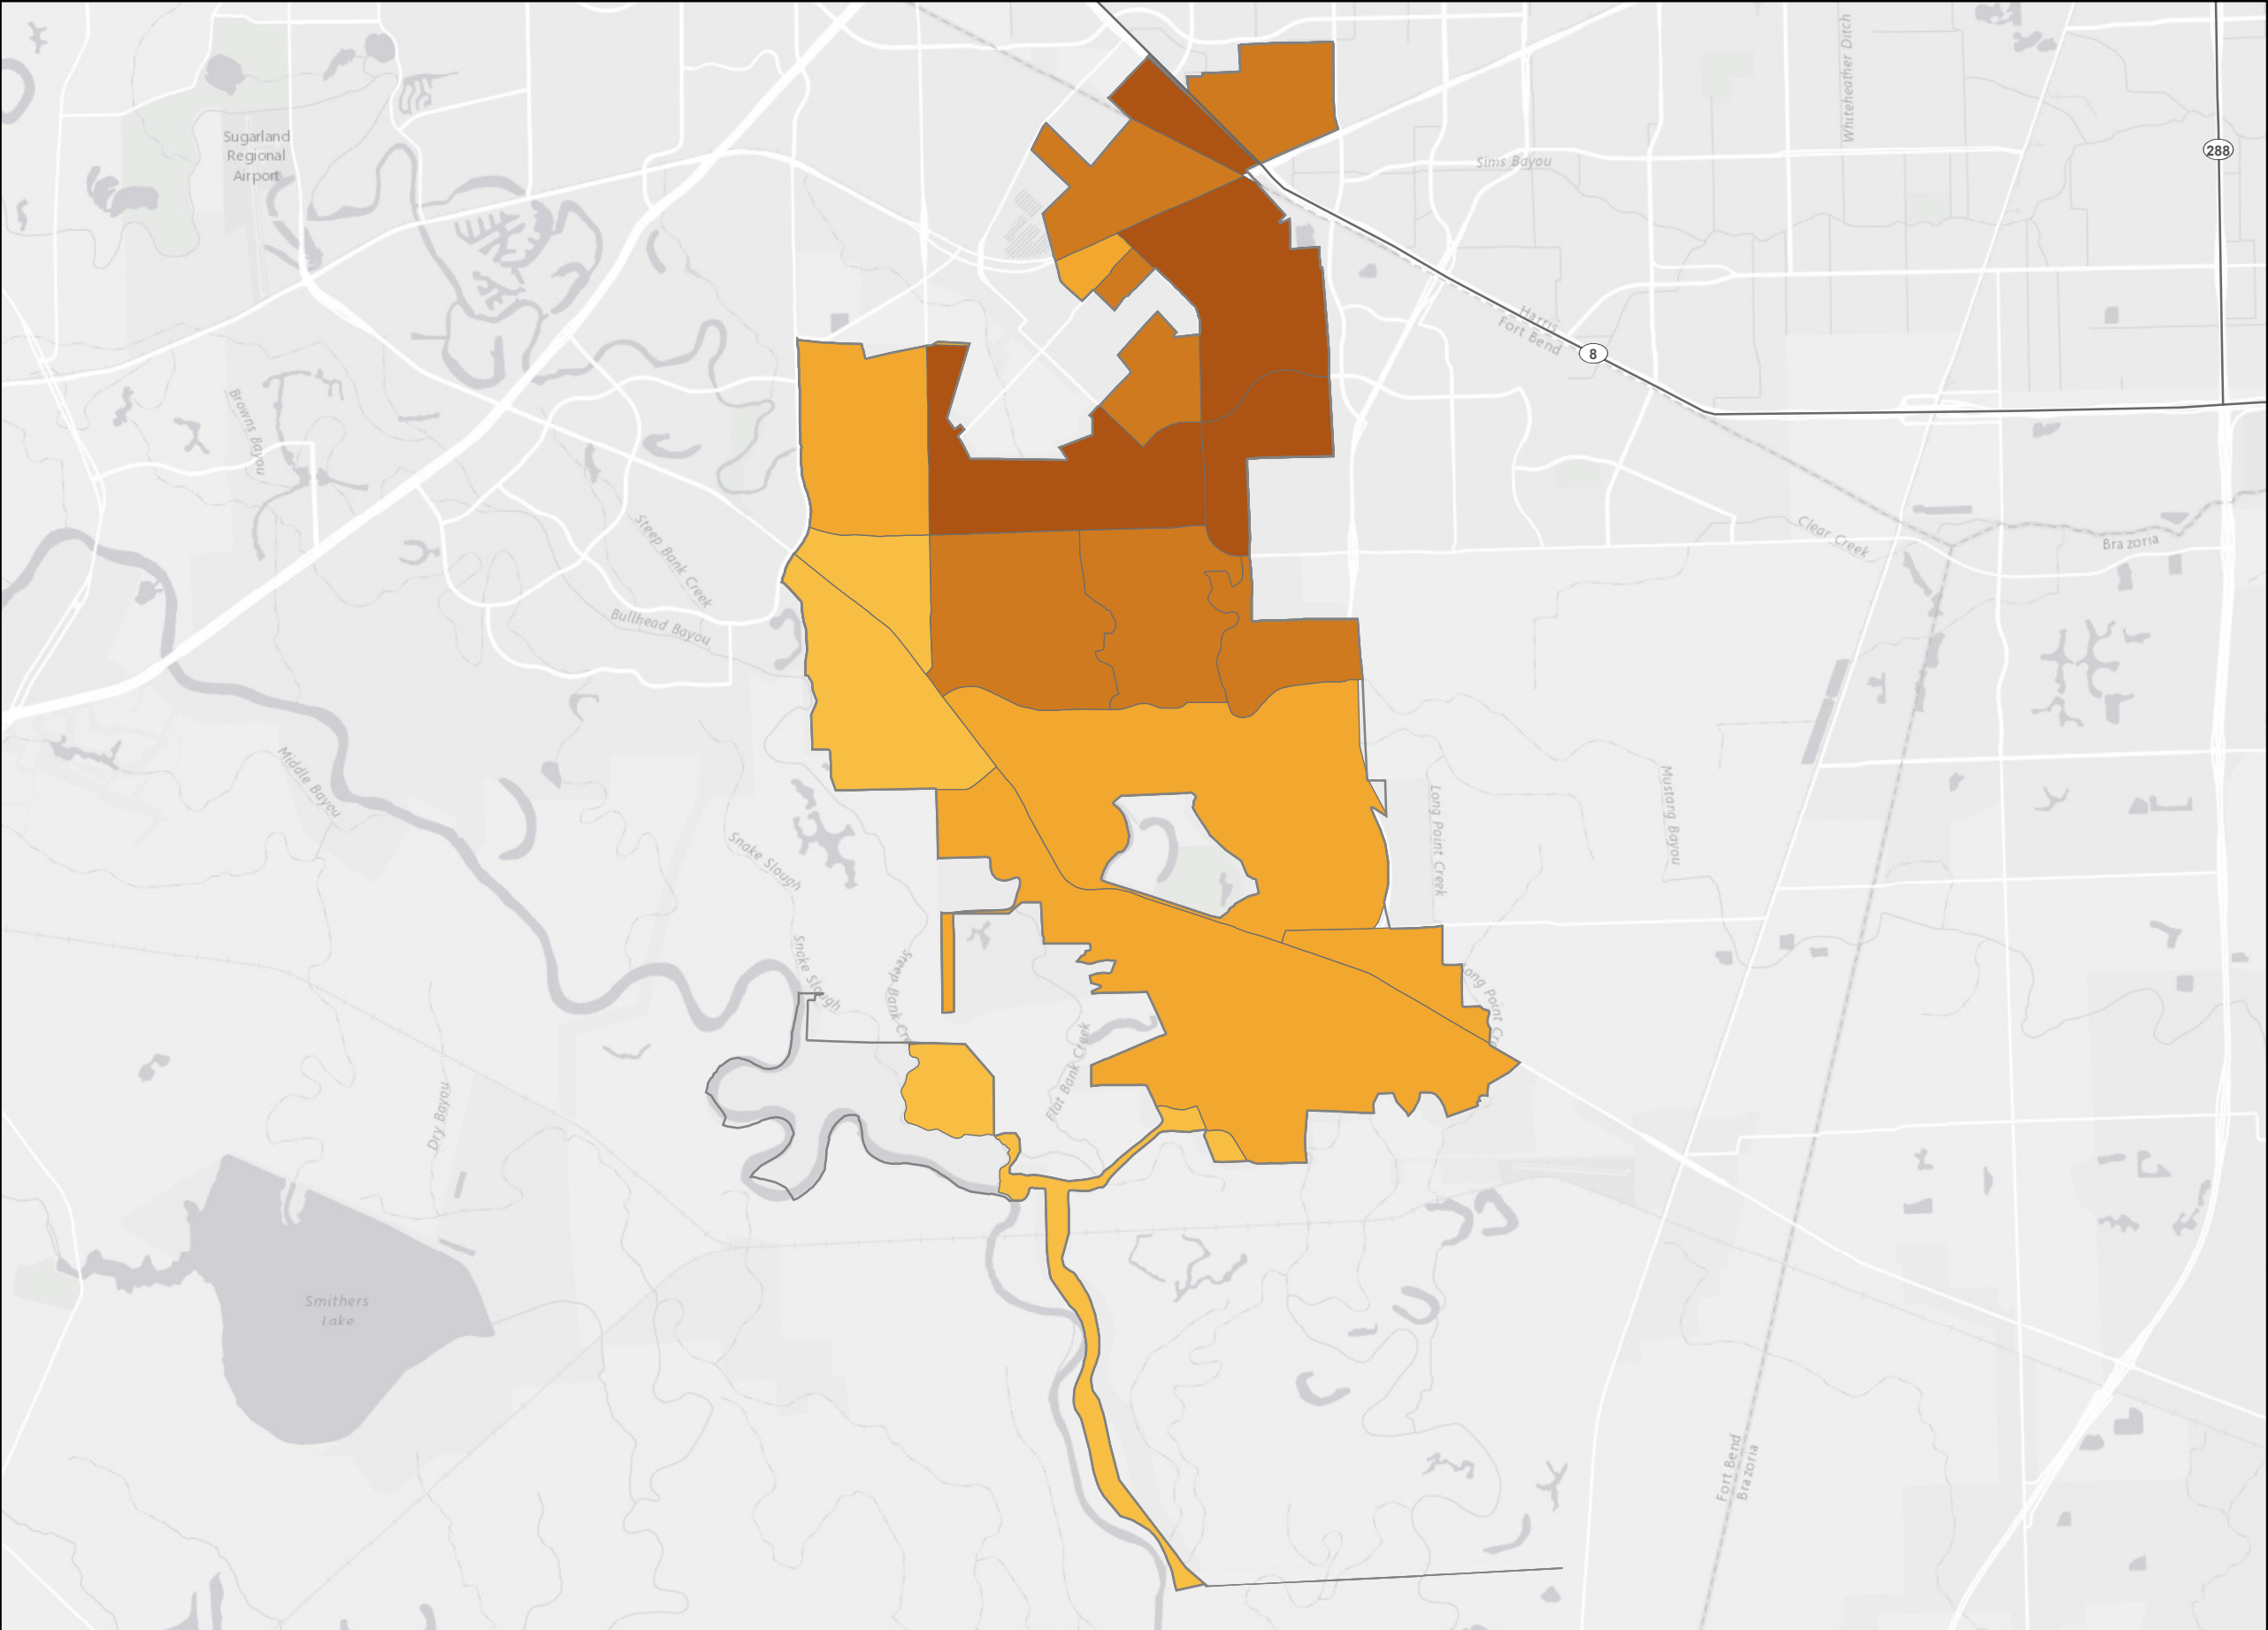 Whiteheather Ditch
Sugarland
Regional
Airport
288
Sims Bayou
Harris
Fort Bend
8
Browns Bayou
Steep Bank Creek
Clear Creek
Brazoria
Bullhead Bayou
Middle Bayou
Mustang Bayou
Long Point Creek
Snake Slough
Snake Slough
Steep Bank Cre
Long Point C
Flat Bank Creek
Dry Bayou
Smithers
Lake
Fort Bend
Brazoria